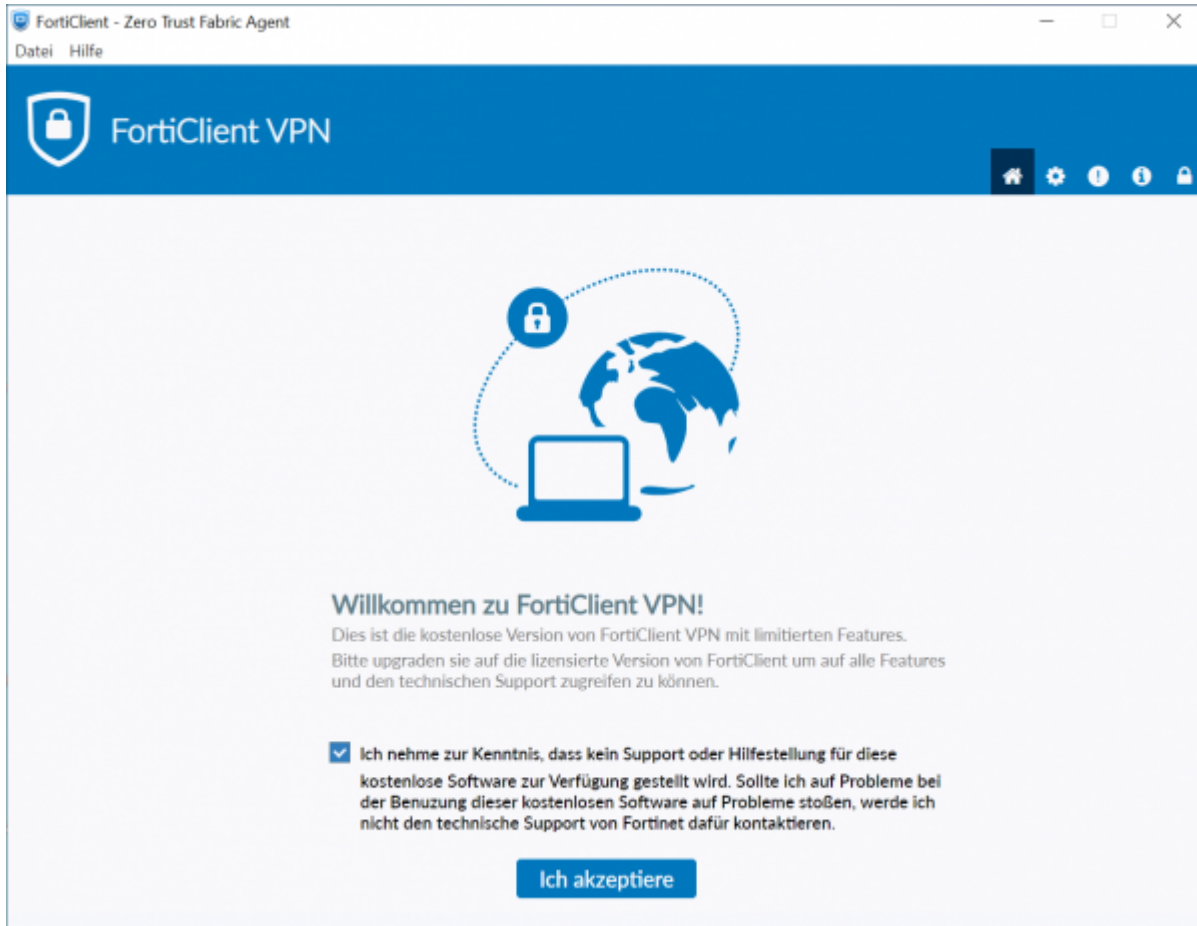 FortiClient - Zero Trust Fabric Agent
Datei Hilfe
FortiClient VPN
Willkommen zu FortiClient VPN!
Dies ist die kostenlose Version von FortiClient VPN mit limitierten Features.
Bitte upgraden sie auf die lizensierte Version von FortiClient um auf alle Features
und den technischen Support zugreifen zu können.
Ich nehme zur Kenntnis, dass kein Support oder Hilfestellung für diese
kostenlose Software zur Verfügung gestellt wird. Sollte ich auf Probleme bei
der Benuzung dieser kostenlosen Software auf Probleme stoßen, werde ich
nicht den technische Support von Fortinet dafür kontaktieren.
Ich akzeptiere